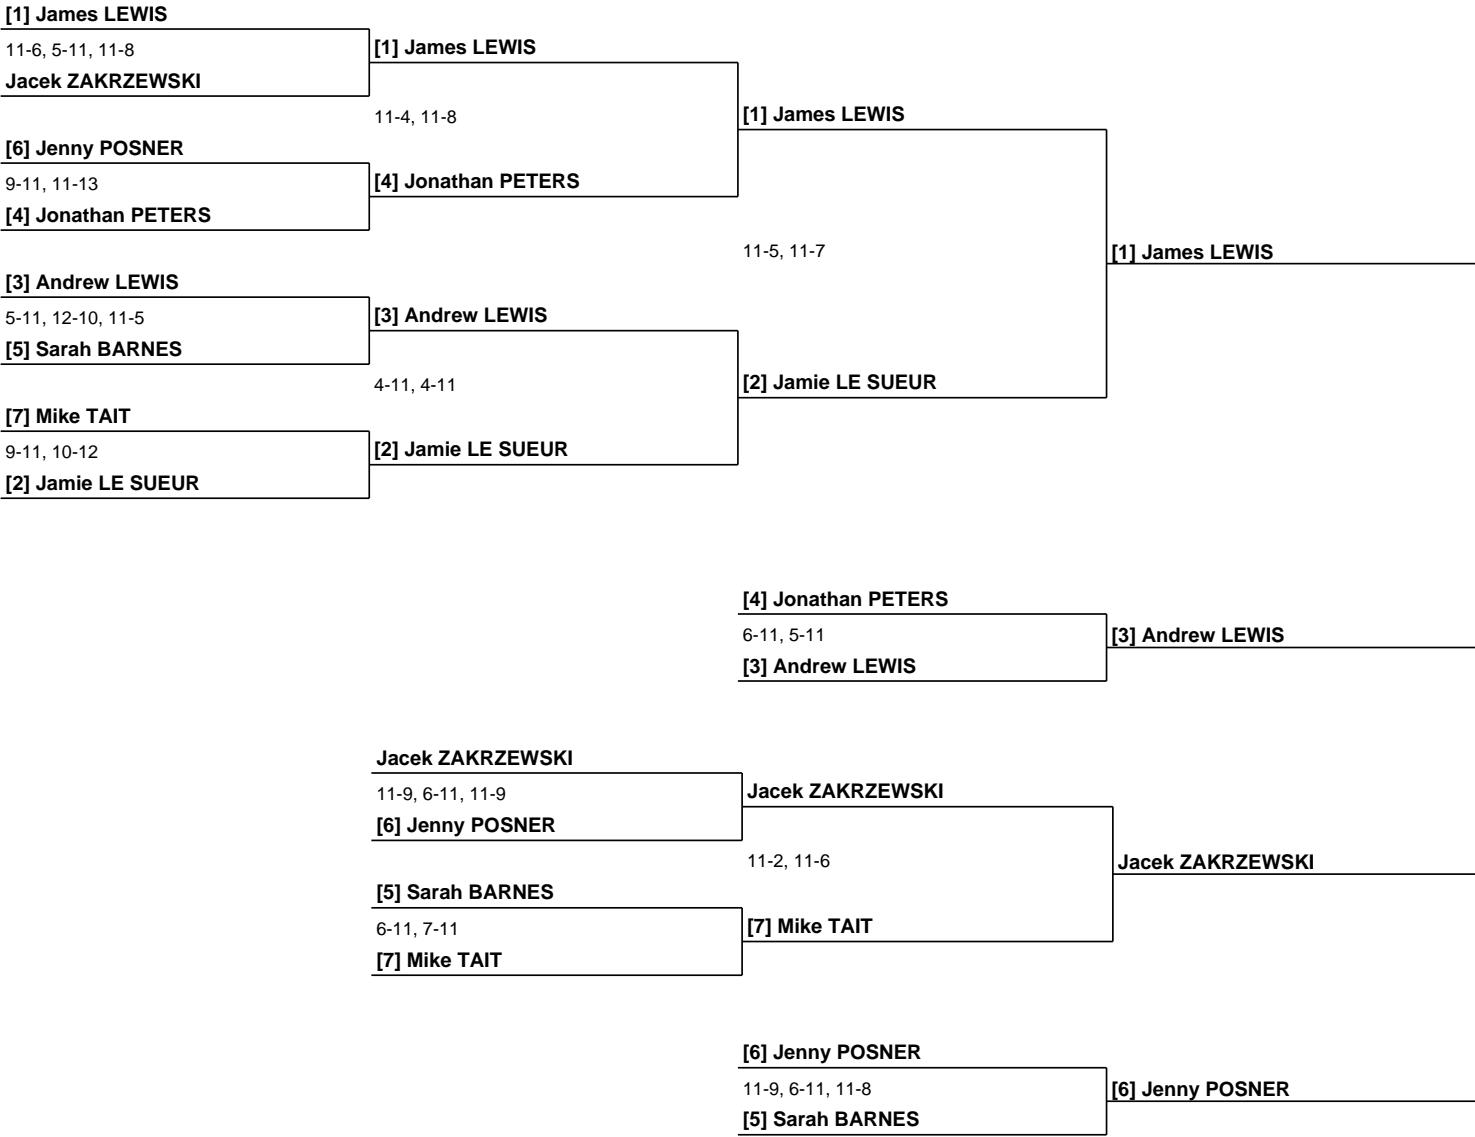 [1] James LEWIS
11-6, 5-11, 11-8
Jacek ZAKRZEWSKI
[6] Jenny POSNER
9-11, 11-13
[4] Jonathan PETERS
[3] Andrew LEWIS
5-11, 12-10, 11-5
[5] Sarah BARNES
[7] Mike TAIT
9-11, 10-12
[2] Jamie LE SUEUR
[1] James LEWIS
11-4, 11-8
[4] Jonathan PETERS
[3] Andrew LEWIS
4-11, 4-11
[2] Jamie LE SUEUR
[1] James LEWIS
11-5, 11-7
[2] Jamie LE SUEUR
[1] James LEWIS
[4] Jonathan PETERS
6-11, 5-11
[3] Andrew LEWIS
[3] Andrew LEWIS
Jacek ZAKRZEWSKI
11-9, 6-11, 11-9
[6] Jenny POSNER
[5] Sarah BARNES
6-11, 7-11
[7] Mike TAIT
Jacek ZAKRZEWSKI
11-2, 11-6
[7] Mike TAIT
Jacek ZAKRZEWSKI
[6] Jenny POSNER
11-9, 6-11, 11-8
[5] Sarah BARNES
[6] Jenny POSNER